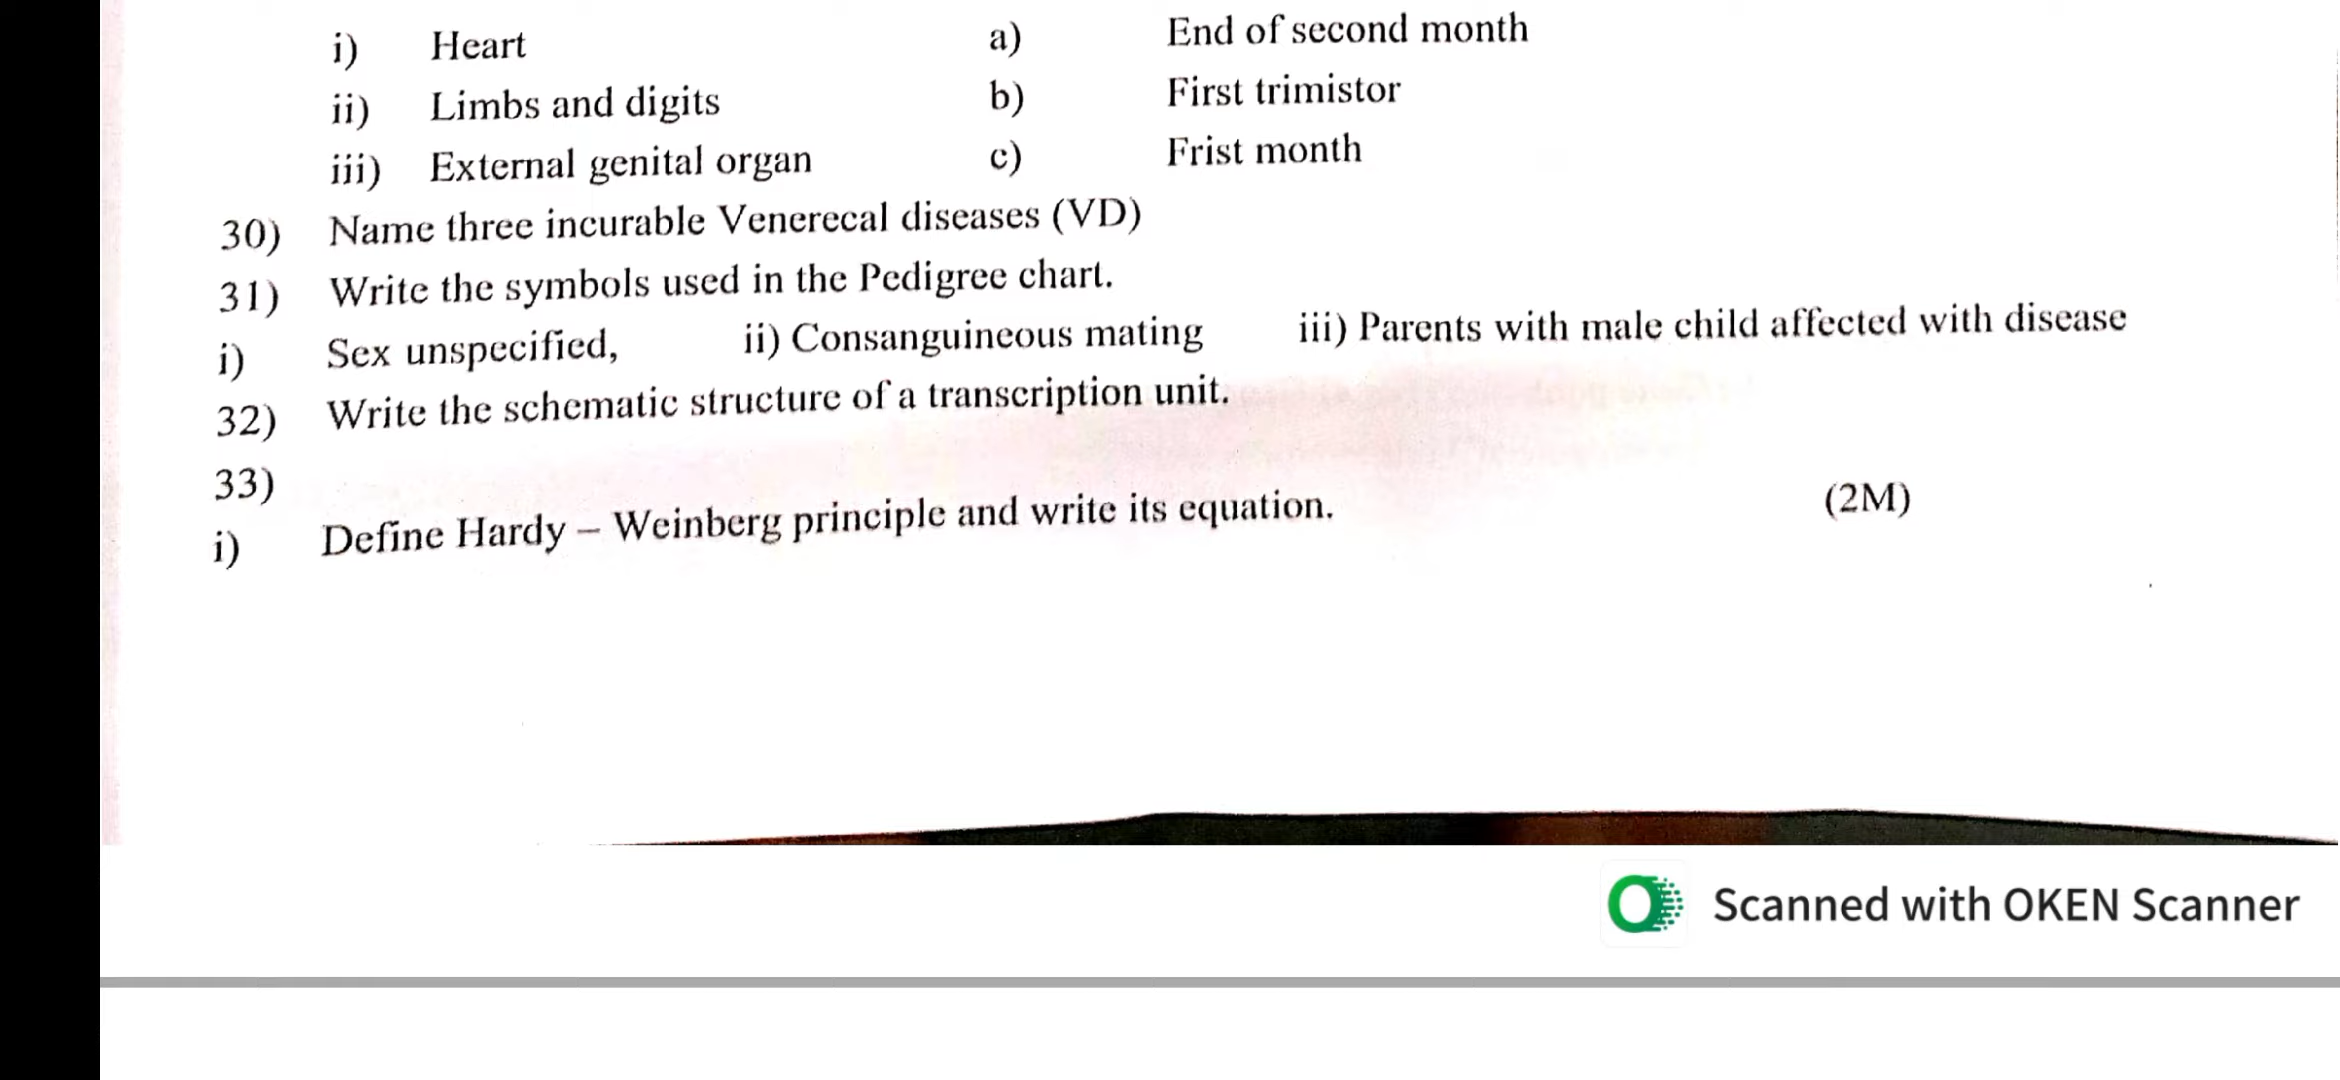 i) Heart a) End of second month
ii) Limbs and digits b) First trimistor
iii) External genital organ c) Frist month
30) Name three incurable Venerecal diseases (VD)
31) Write the symbols used in the Pedigree chart.
i) Sex unspecified, ii) Consanguineous mating iii) Parents with male child affected with disease
32) Write the schematic structure of a transcription unit.
33)
i) Define Hardy – Weinberg principle and write its equation. (2M)
Scanned with OKEN Scanner